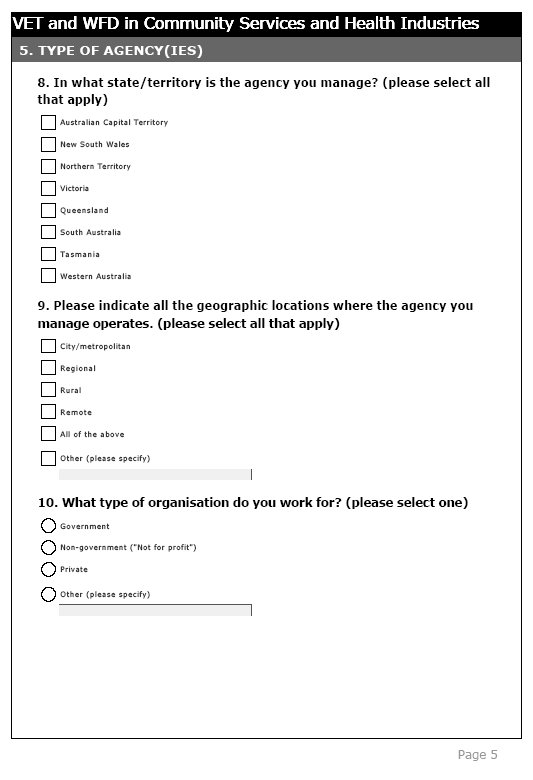 VET and WFD in Community Services and Health Industries
5. TYPE OF AGENCY(IES)
8. In what state/territory is the agency you manage? (please select all
that apply)
Australian Capital Territory
New South Wales
Northern Territory
Victoria
Queensland
South Australia
Tasmania
Western Australia
9. Please indicate all the geographic locations where the agency you
manage operates. (please select all that apply)
City/metropolitan
Regional
Rural
Remote
All of the above
Other (please specify)
10. What type of organisation do you work for? (please select one)
Government
Non-government ("Not for profit")
Private
Other (please specify)
Page 5